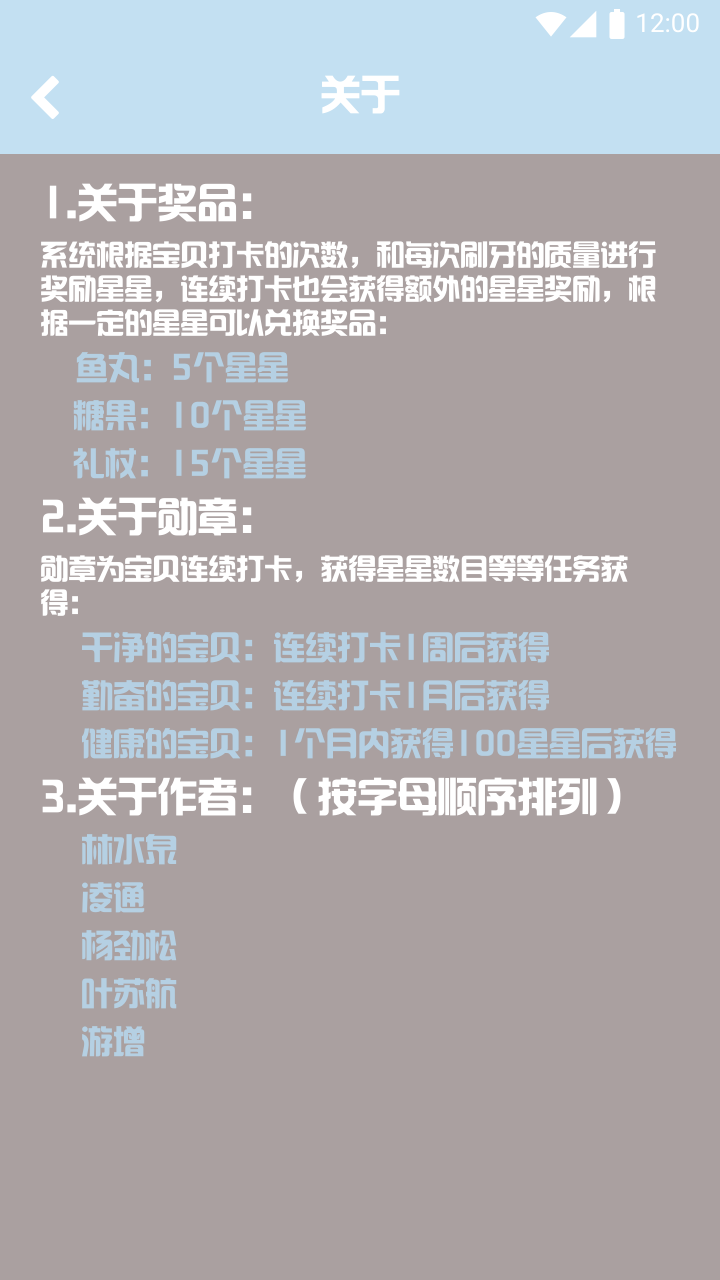 12:00
关于
1.关于奖品：
系统根据宝贝打卡的次数，和每次刷牙的质量进行
奖励星星，连续打卡也会获得额外的星星奖励，根
据一定的星星可以兑换奖品：
鱼丸：5个星星
糖果：10个星星
礼杖：15个星星
2.关于勋章：
勋章为宝贝连续打卡，获得星星数目等等任务获
得：
干净的宝贝：连续打卡1周后获得
勤奋的宝贝：连续打卡1月后获得
健康的宝贝：1个月内获得100星星后获得
3.关于作者：（按字母顺序排列）
林水泉
凌通
杨劲松
叶苏航
游增